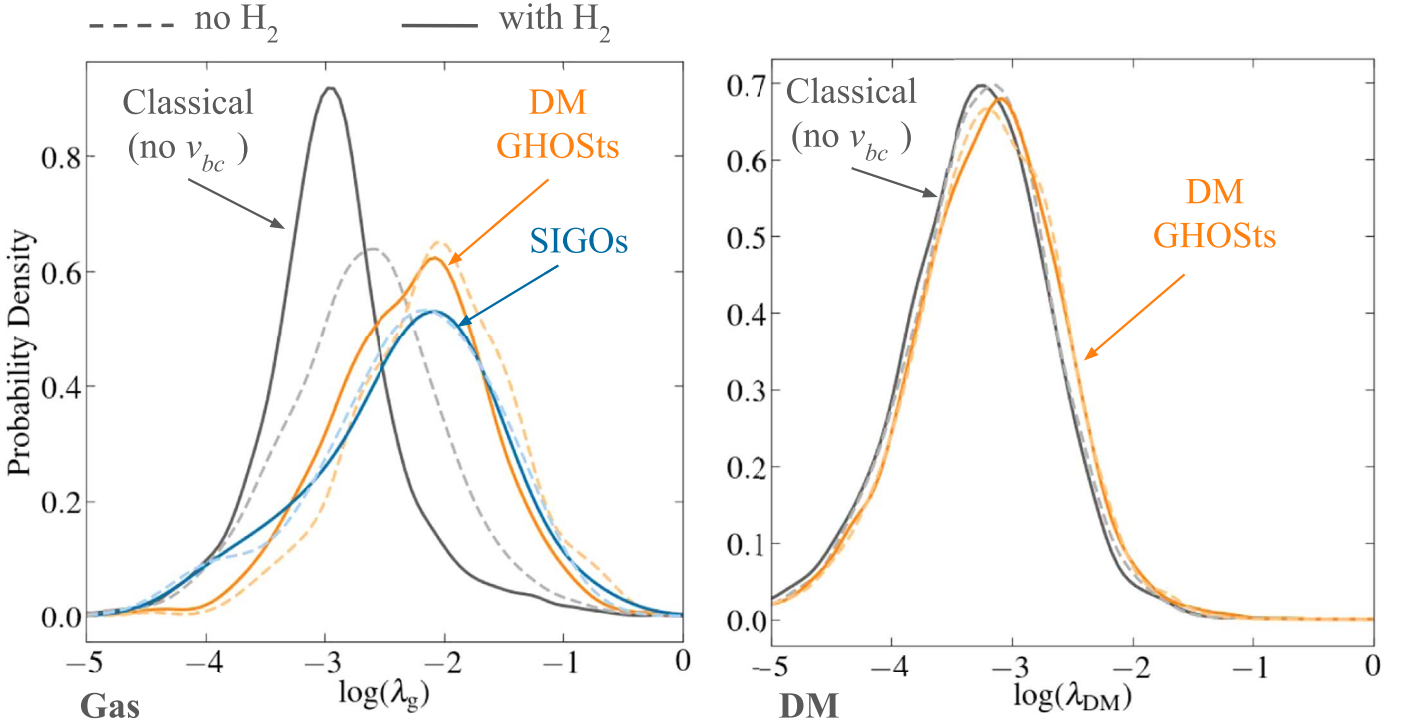 no H2
with H2
Classical
(no vbc )
DM
GHOSts
SIGOs
Probability Density
0.8
0.6
0.4
0.2
0.0
−5
−4
−3
−2
−1
0
log(λg)
Gas
Classical
(no vbc )
DM
GHOSts
0.7
0.6
0.5
0.4
0.3
0.2
0.1
0.0
−5
−4
−3
−2
−1
0
log(λDM)
DM